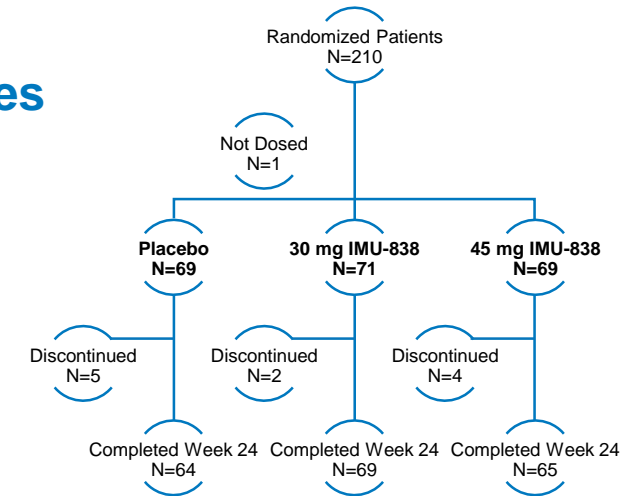 Randomized Patients
N=210
es
Not Dosed
N=1
Placebo
N=69
30 mg IMU-838
N=71
45 mg IMU-838
N=69
Discontinued
N=5
Discontinued
N=2
Discontinued
N=4
Completed Week 24
N=64
Completed Week 24
N=69
Completed Week 24
N=65